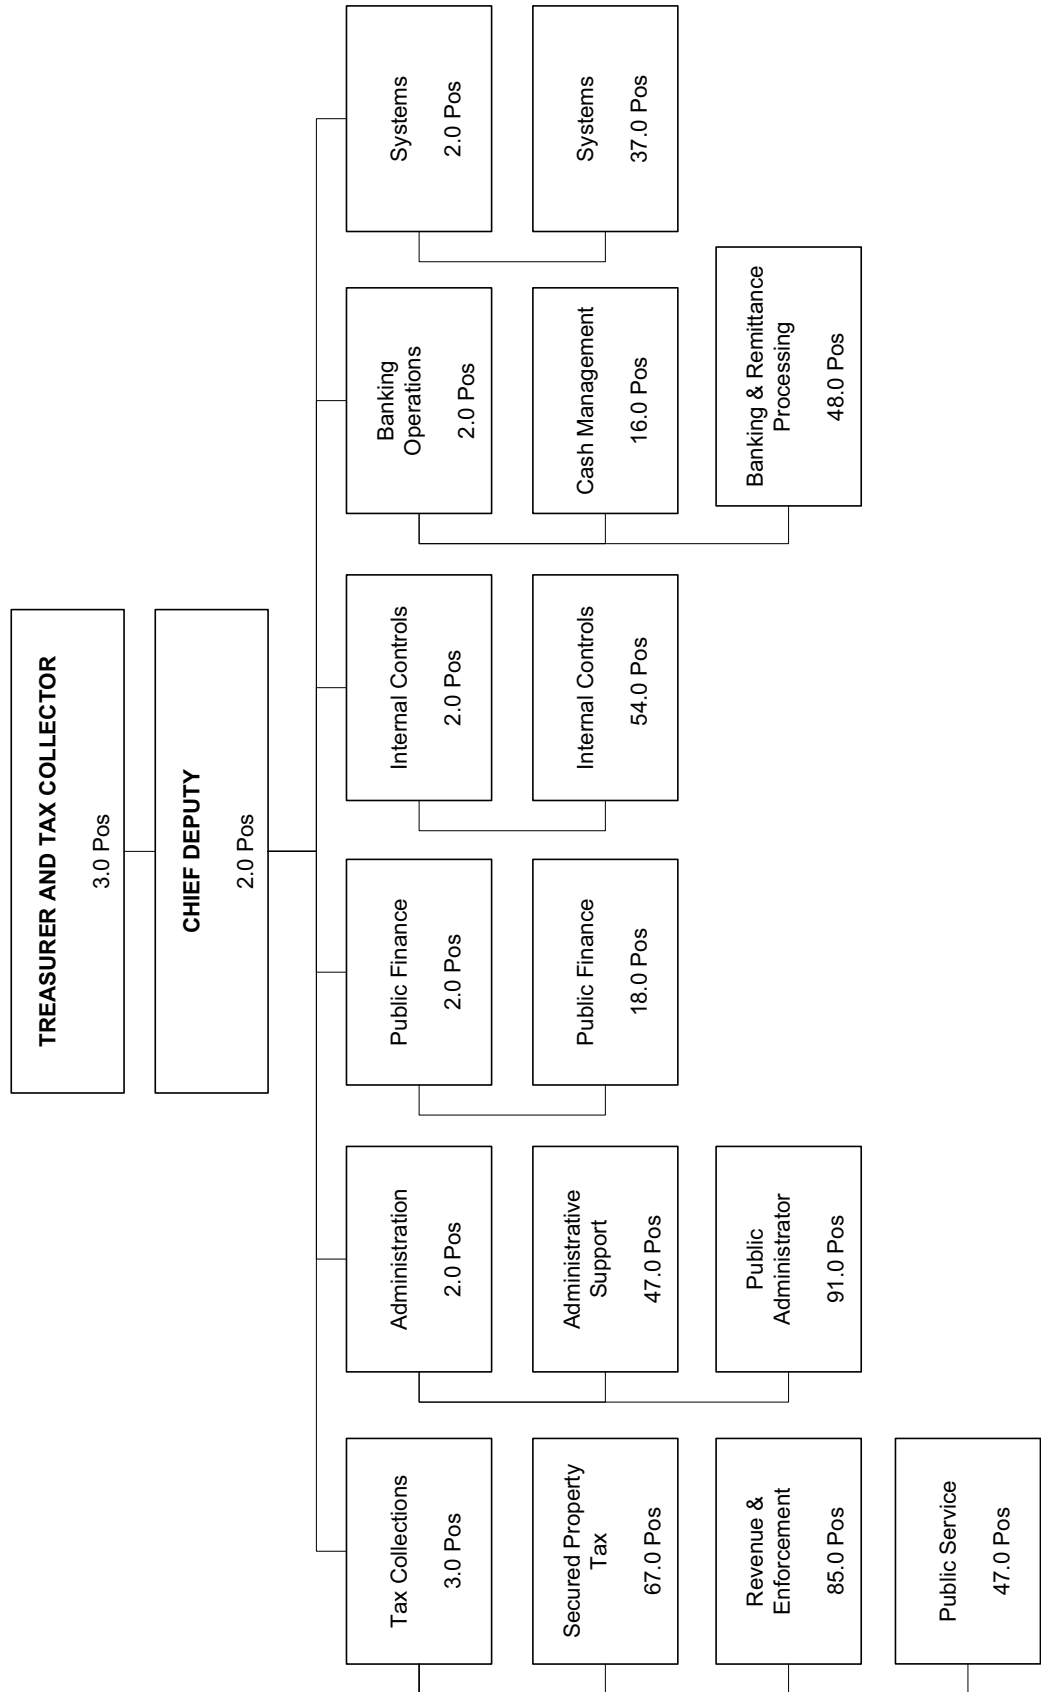 TREASURER AND TAX COLLECTOR
3.0 Pos
CHIEF DEPUTY
2.0 Pos
Tax Collections
3.0 Pos
Secured Property
Tax
67.0 Pos
Revenue &
Enforcement
85.0 Pos
Public Service
47.0 Pos
Administration
2.0 Pos
Administrative
Support
47.0 Pos
Public
Administrator
91.0 Pos
Public Finance
2.0 Pos
Public Finance
18.0 Pos
Internal Controls
2.0 Pos
Internal Controls
54.0 Pos
Banking
Operations
2.0 Pos
Cash Management
16.0 Pos
Banking & Remittance
Processing
48.0 Pos
Systems
2.0 Pos
Systems
37.0 Pos